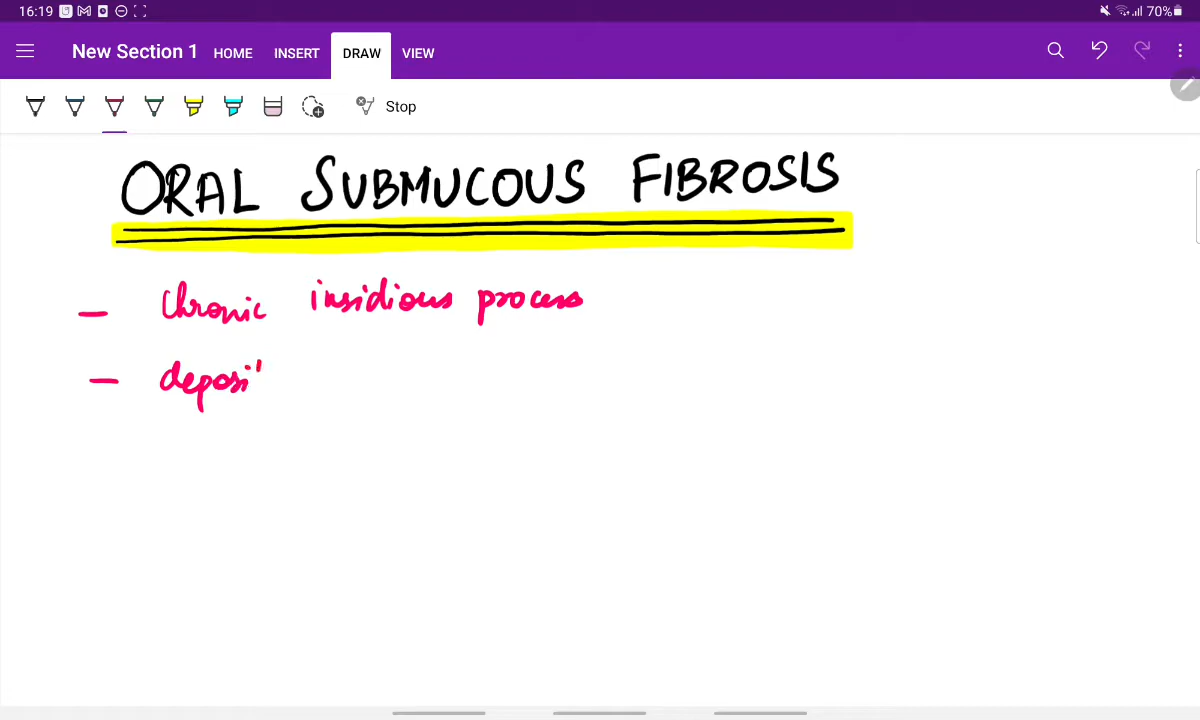 16:19 70%
New Section 1 HOME INSERT DRAW VIEW
Stop
ORAL SUBMUCOUS FIBROSIS
- Chronic insidious process
- deposi'